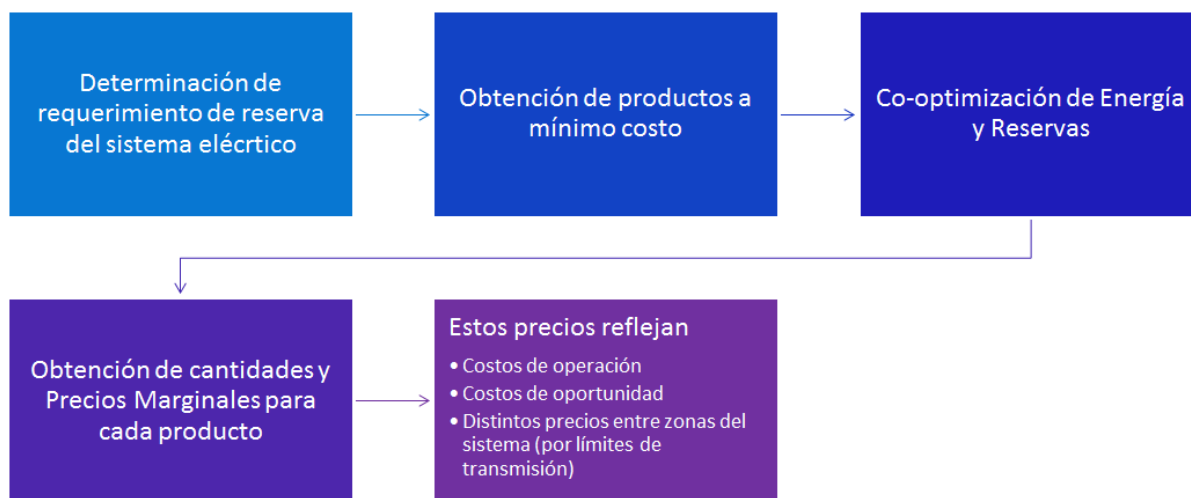 Determinación de
requerimiento de reserva
del sistema elécrtico
Obtención de productos a
mínimo costo
Co-optimización de Energía
y Reservas
Obtención de cantidades y
Precios Marginales para
cada producto
Estos precios reflejan
• Costos de operación
• Costos de oportunidad
• Distintos precios entre zonas del
sistema (por límites de
transmisión)